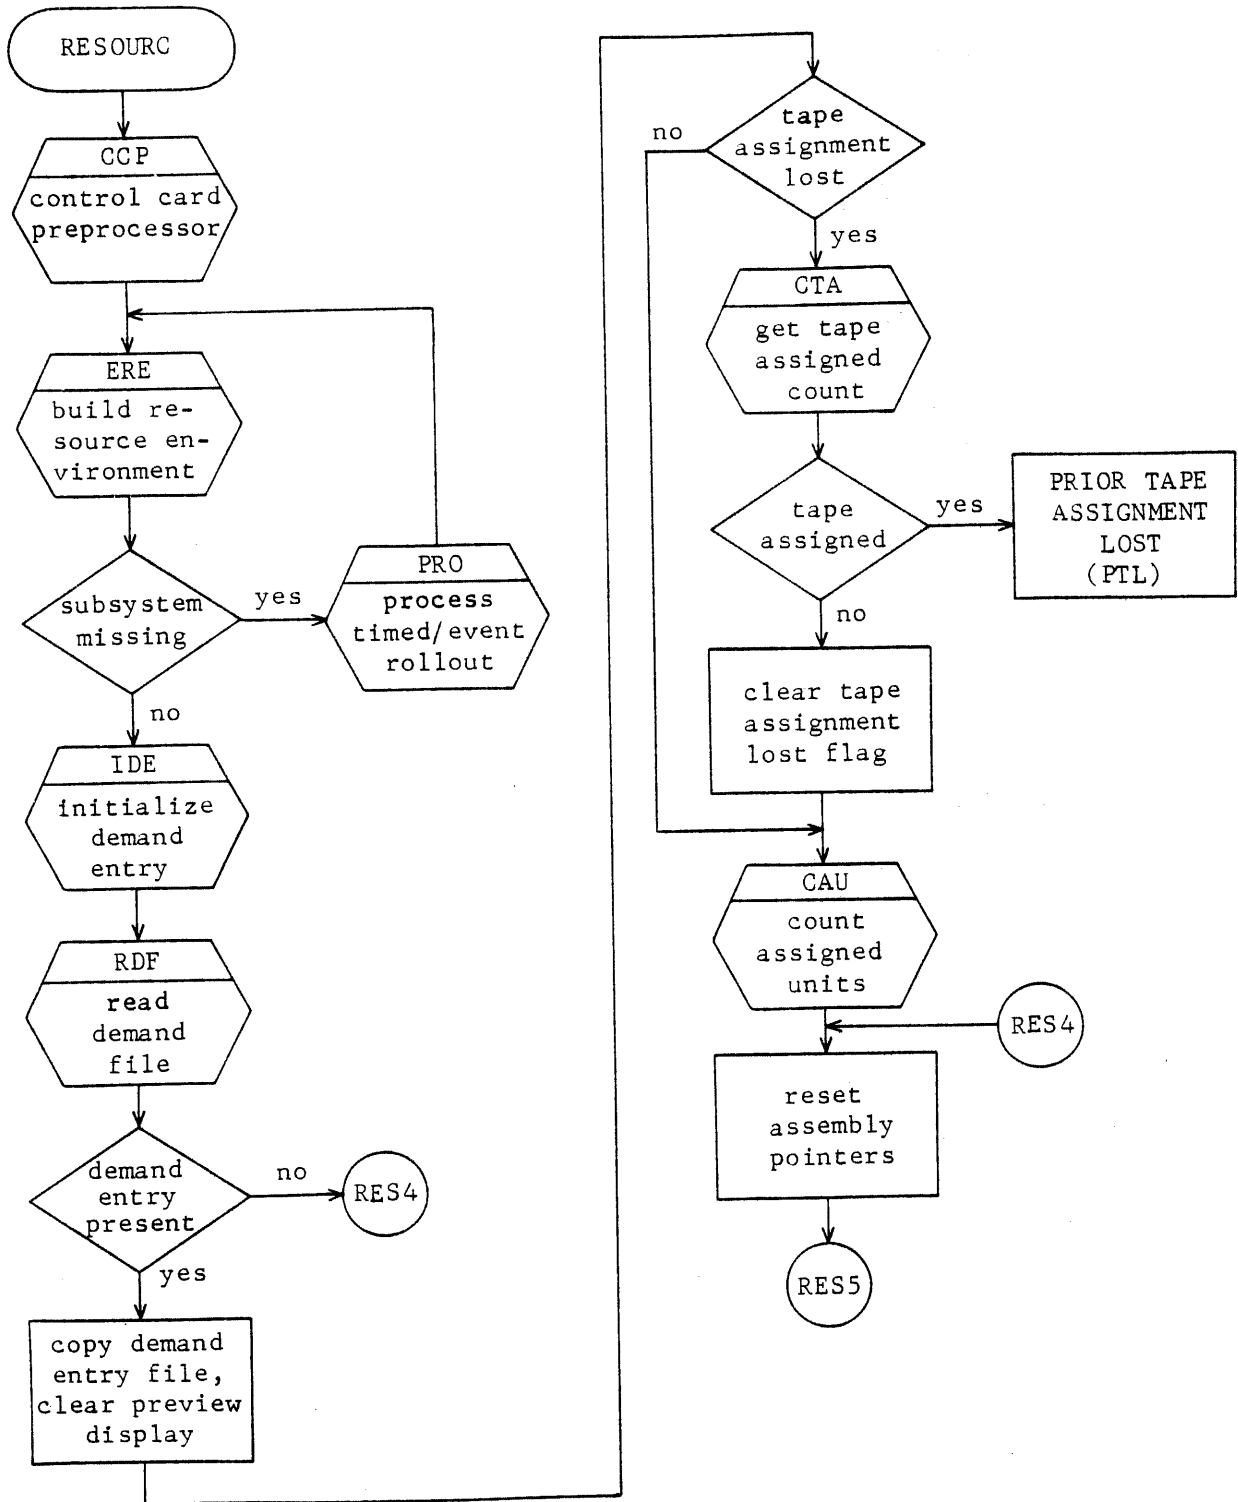 RESOURC
CCP
control card
preprocessor
ERE
build re-
source en-
vironment
subsystem
missing
yes
PRO
process
timed/event
rollout
no
IDE
initialize
demand
entry
RDF
read
demand
file
demand
entry
present
no
RES4
yes
copy demand
entry file,
clear preview
display
tape
assignment
lost
no
yes
CTA
get tape
assigned
count
tape
assigned
yes
PRIOR TAPE
ASSIGNMENT
LOST
(PTL)
no
clear tape
assignment
lost flag
CAU
count
assigned
units
RES4
reset
assembly
pointers
RES5